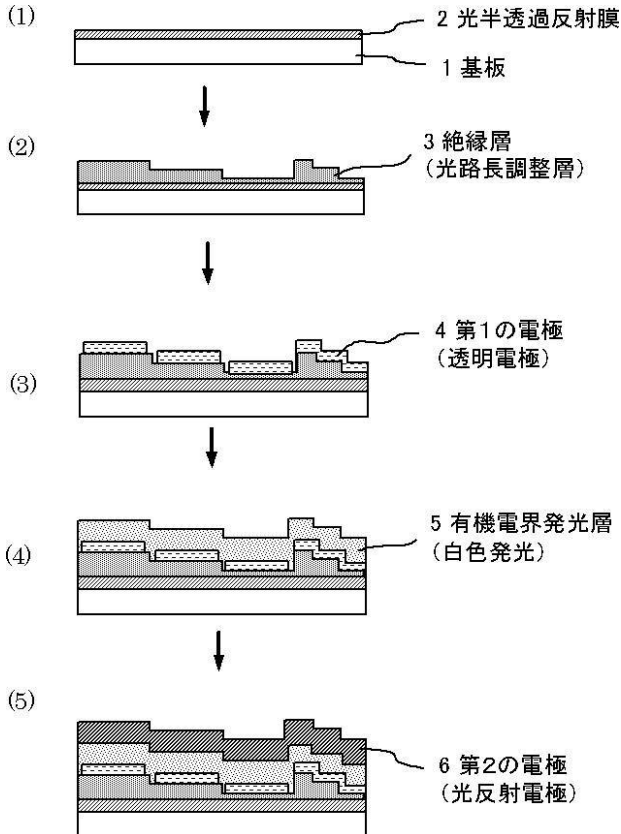 (1)
2 光半透過反射膜
1 基板
(2)
3 絶縁層
(光路長調整層)
(3)
4 第1の電極
(透明電極)
(4)
5 有機電界発光層
(白色発光)
(5)
6 第2の電極
(光反射電極)